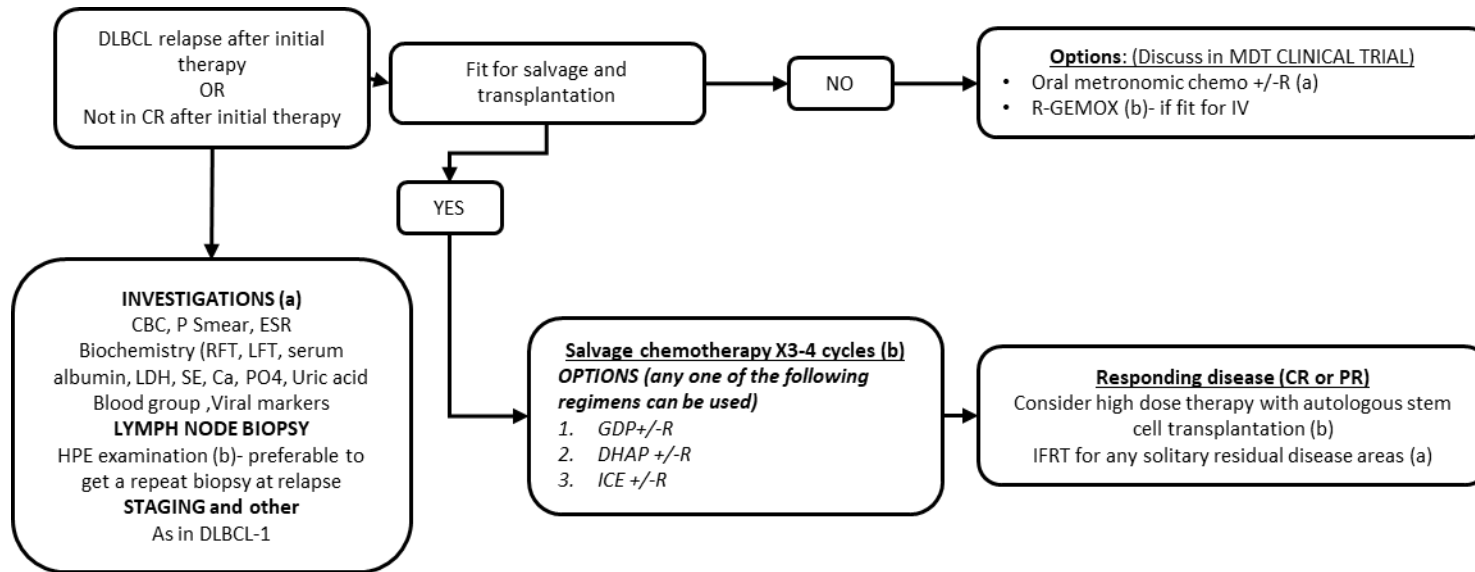 DLBCL relapse after initial
therapy
OR
Not in CR after initial therapy
Fit for salvage and
transplantation
NO
Options: (Discuss in MDT CLINICAL TRIAL)
• Oral metronomic chemo +/-R (a)
• R-GEMOX (b)- if fit for IV
YES
INVESTIGATIONS (a)
CBC, P Smear, ESR
Biochemistry (RFT, LFT, serum
albumin, LDH, SE, Ca, PO4, Uric acid
Blood group ,Viral markers
LYMPH NODE BIOPSY
HPE examination (b)- preferable to
get a repeat biopsy at relapse
STAGING and other
As in DLBCL-1
Salvage chemotherapy X3-4 cycles (b)
OPTIONS (any one of the following
regimens can be used)
1. GDP+/-R
2. DHAP +/-R
3. ICE +/-R
Responding disease (CR or PR)
Consider high dose therapy with autologous stem
cell transplantation (b)
IFRT for any solitary residual disease areas (a)